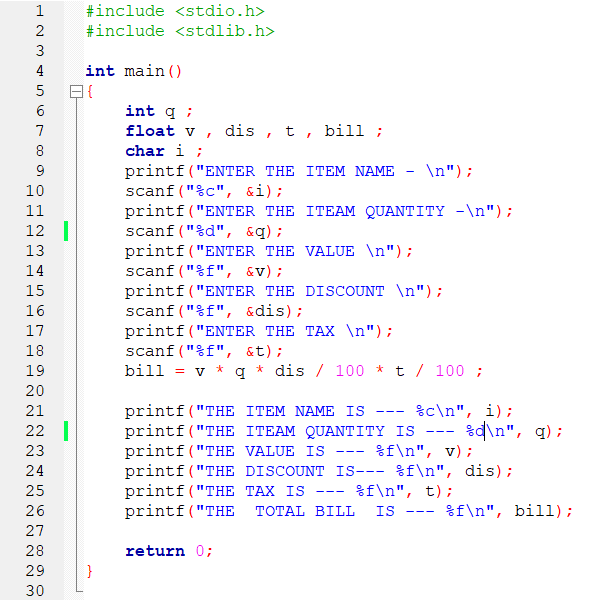 1 #include <stdio.h>
2 #include <stdlib.h>
3
4 int main()
5 {
6 int q ;
7 float v , dis , t , bill ;
8 char i ;
9 printf("ENTER THE ITEM NAME - \n");
10 scanf("%c", &i);
11 printf("ENTER THE ITEAM QUANTITY -\n");
12 scanf("%d", &q);
13 printf("ENTER THE VALUE \n");
14 scanf("%f", &v);
15 printf("ENTER THE DISCOUNT \n");
16 scanf("%f", &dis);
17 printf("ENTER THE TAX \n");
18 scanf("%f", &t);
19 bill = v * q * dis / 100 * t / 100 ;
20
21 printf("THE ITEM NAME IS --- %c\n", i);
22 printf("THE ITEAM QUANTITY IS --- %d\n", q);
23 printf("THE VALUE IS --- %f\n", v);
24 printf("THE DISCOUNT IS--- %f\n", dis);
25 printf("THE TAX IS --- %f\n", t);
26 printf("THE  TOTAL BILL  IS --- %f\n", bill);
27
28 return 0;
29 }
30